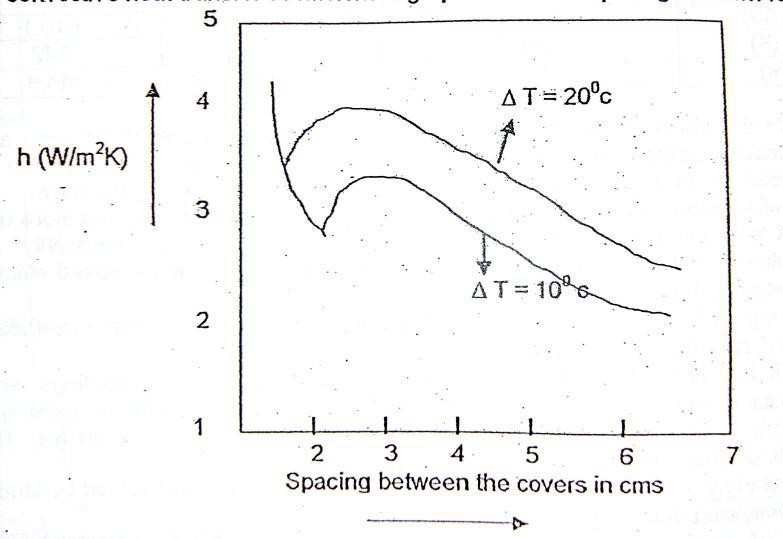 5
4
ΔT = 20⁰c
h (W/m²K)
3
ΔT = 10⁰ c
2
1
2 3 4 5 6 7
Spacing between the covers in cms